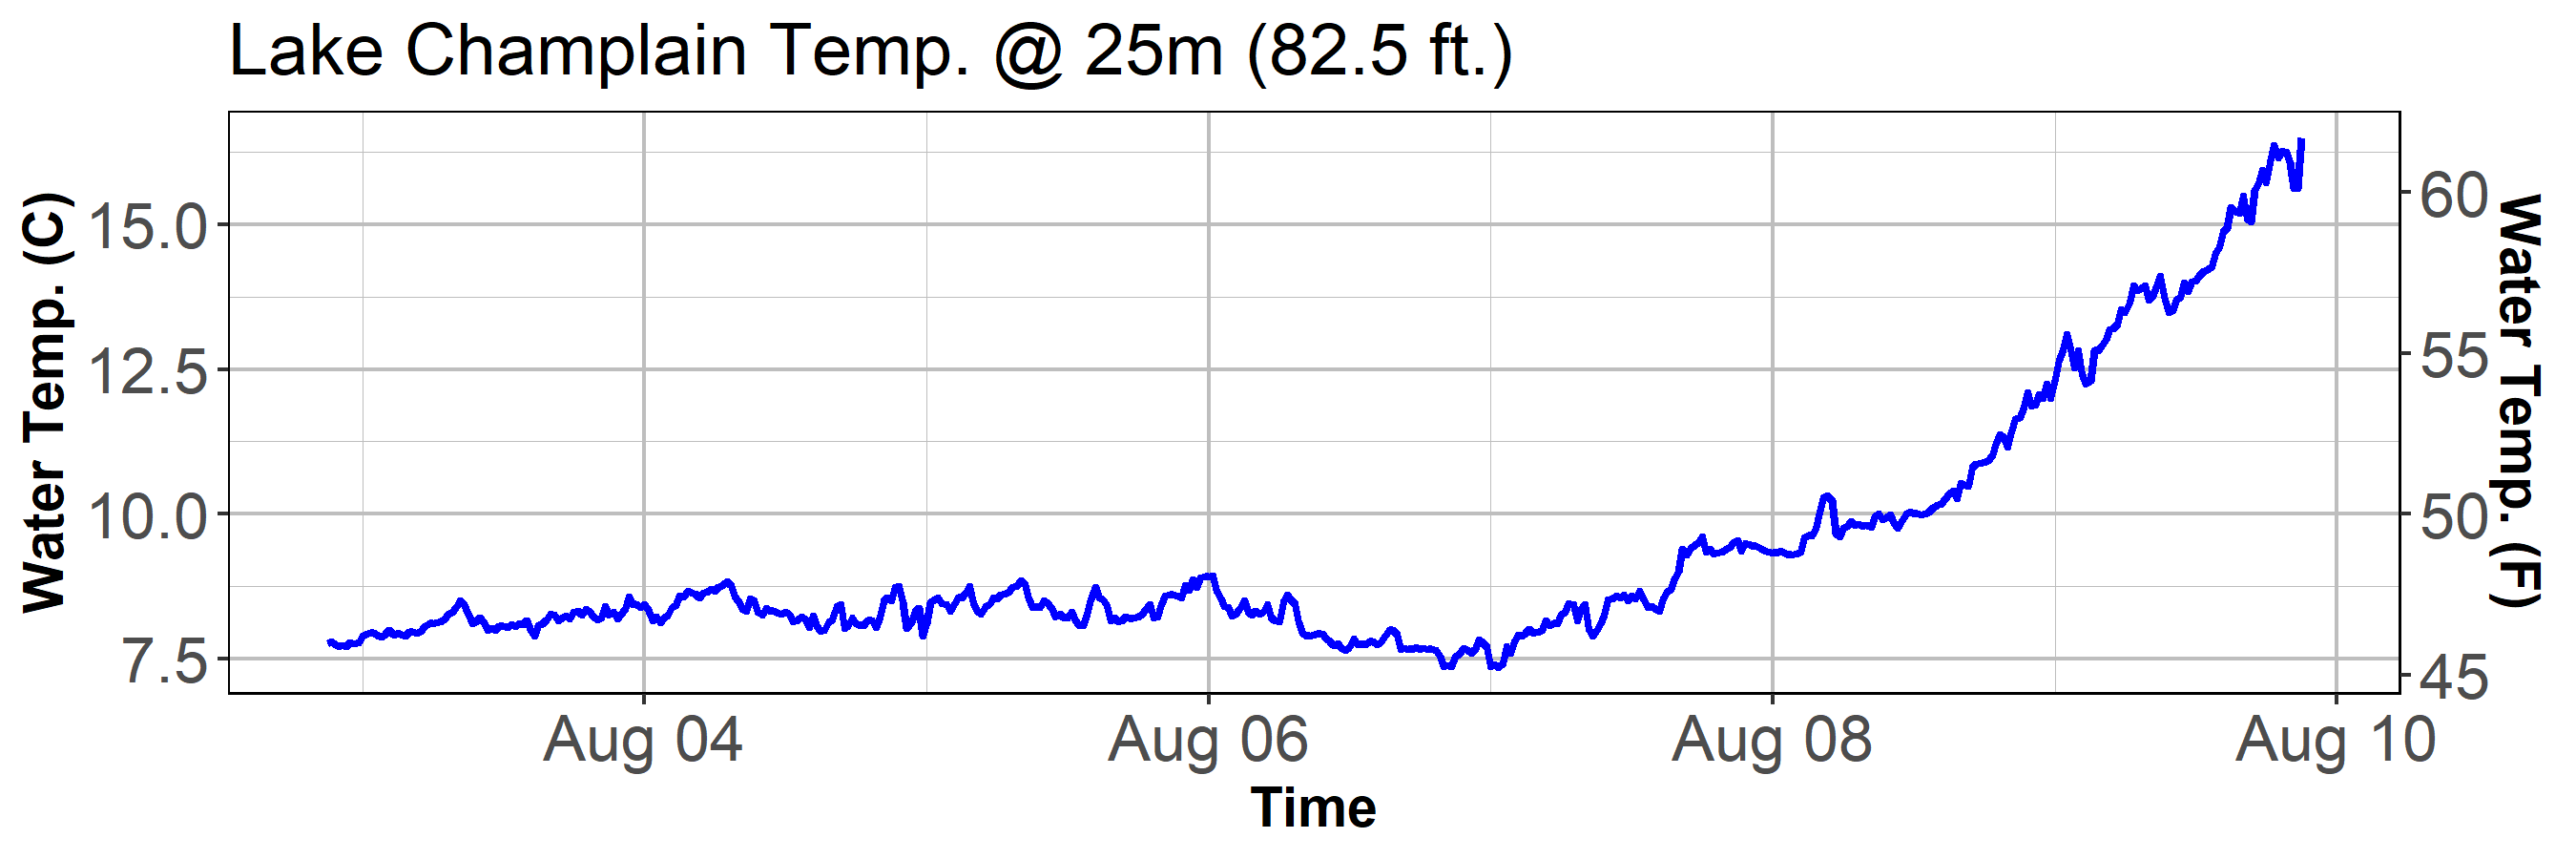 Lake Champlain Temp. @ 25m (82.5 ft.)
Water Temp. (C)
15.0
12.5
10.0
7.5
60
55
50
45
Water Temp. (F)
Aug 04
Aug 06
Aug 08
Aug 10
Time